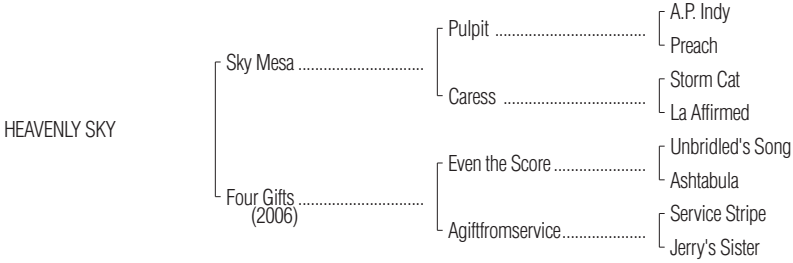 A.P. Indy
Pulpit ....................................
Preach
Sky Mesa ..............................
Storm Cat
Caress ..................................
La Affirmed
HEAVENLY SKY
Unbridled's Song
Even the Score ......................
Ashtabula
Four Gifts ..............................
(2006)
Service Stripe
Agiftfromservice....................
Jerry's Sister